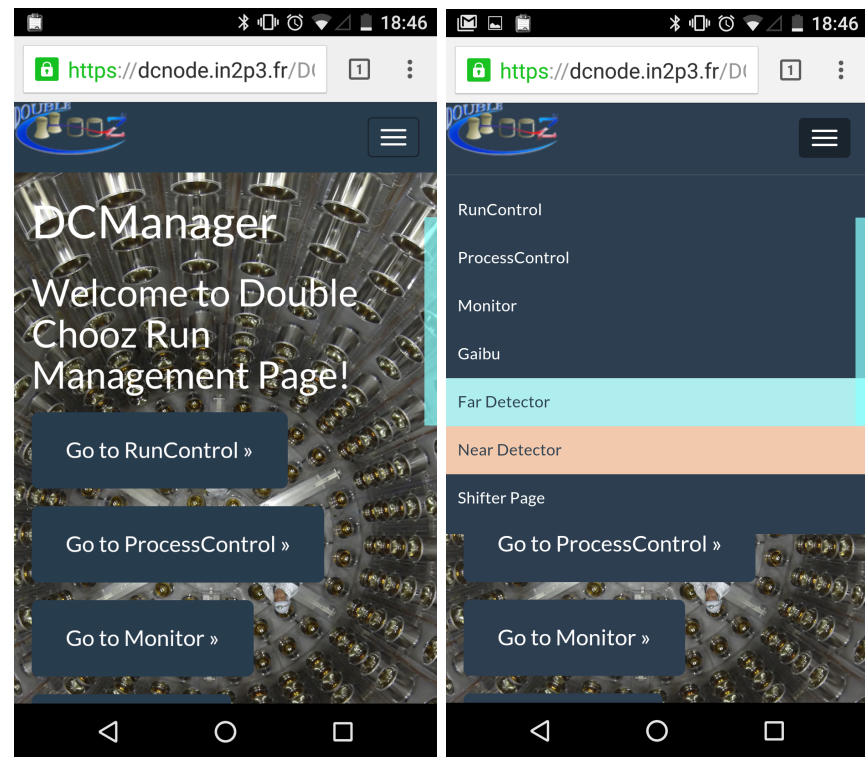 18:46
https://dcnode.in2p3.fr/D(
1
DOUBLE
DCManager
Welcome to Double
Chooz Run
Management Page!
Go to RunControl »
Go to ProcessControl »
Go to Monitor »
18:46
https://dcnode.in2p3.fr/D(
1
DOUBLE
RunControl
ProcessControl
Monitor
Gaibu
Far Detector
Near Detector
Shifter Page
Go to ProcessControl »
Go to Monitor »